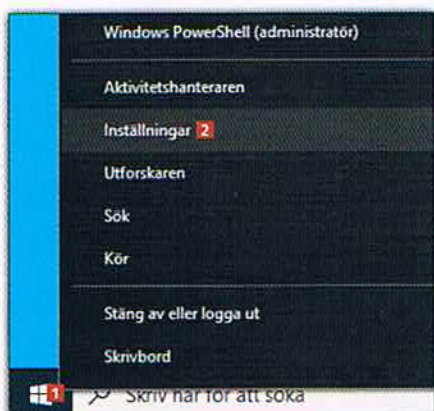 Windows PowerShell (administratör)
Aktivitetshanteraren
Inställningar 2
Utforskaren
Sök
Kör
Stäng av eller logga ut
Skrivbord
1 Skriv här för att söka